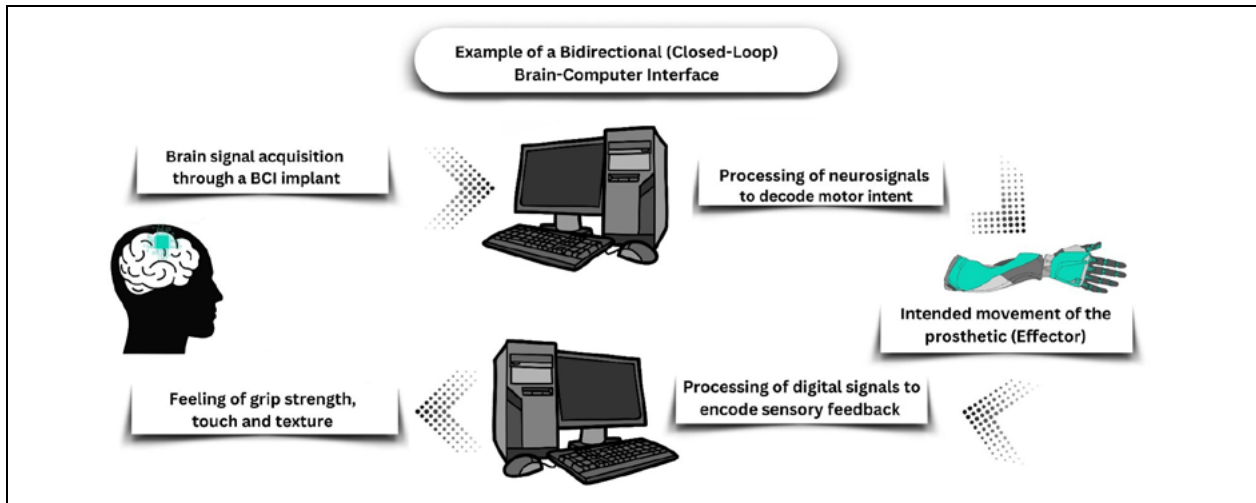 Example of a Bidirectional (Closed-Loop)
Brain-Computer Interface
Brain signal acquisition
through a BCI implant
Processing of neurosignals
to decode motor intent
Intended movement of the
prosthetic (Effector)
Processing of digital signals to
encode sensory feedback
Feeling of grip strength,
touch and texture